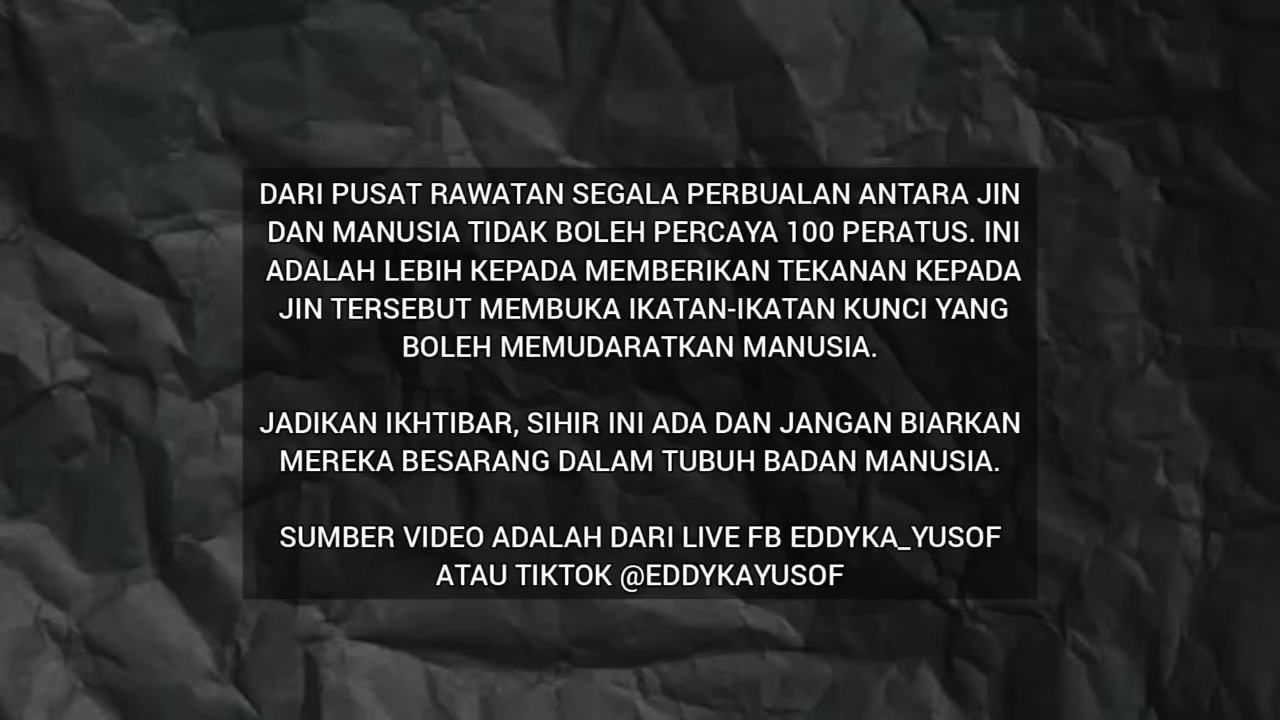 DARI PUSAT RAWATAN SEGALA PERBUALAN ANTARA JIN
DAN MANUSIA TIDAK BOLEH PERCAYA 100 PERATUS. INI
ADALAH LEBIH KEPADA MEMBERIKAN TEKANAN KEPADA
JIN TERSEBUT MEMBUKA IKATAN-IKATAN KUNCI YANG
BOLEH MEMUDARATKAN MANUSIA.
JADIKAN IKHTIBAR, SIHIR INI ADA DAN JANGAN BIARKAN
MEREKA BESARANG DALAM TUBUH BADAN MANUSIA.
SUMBER VIDEO ADALAH DARI LIVE FB EDDYKA_YUSOF
ATAU TIKTOK @EDDYKAYUSOF